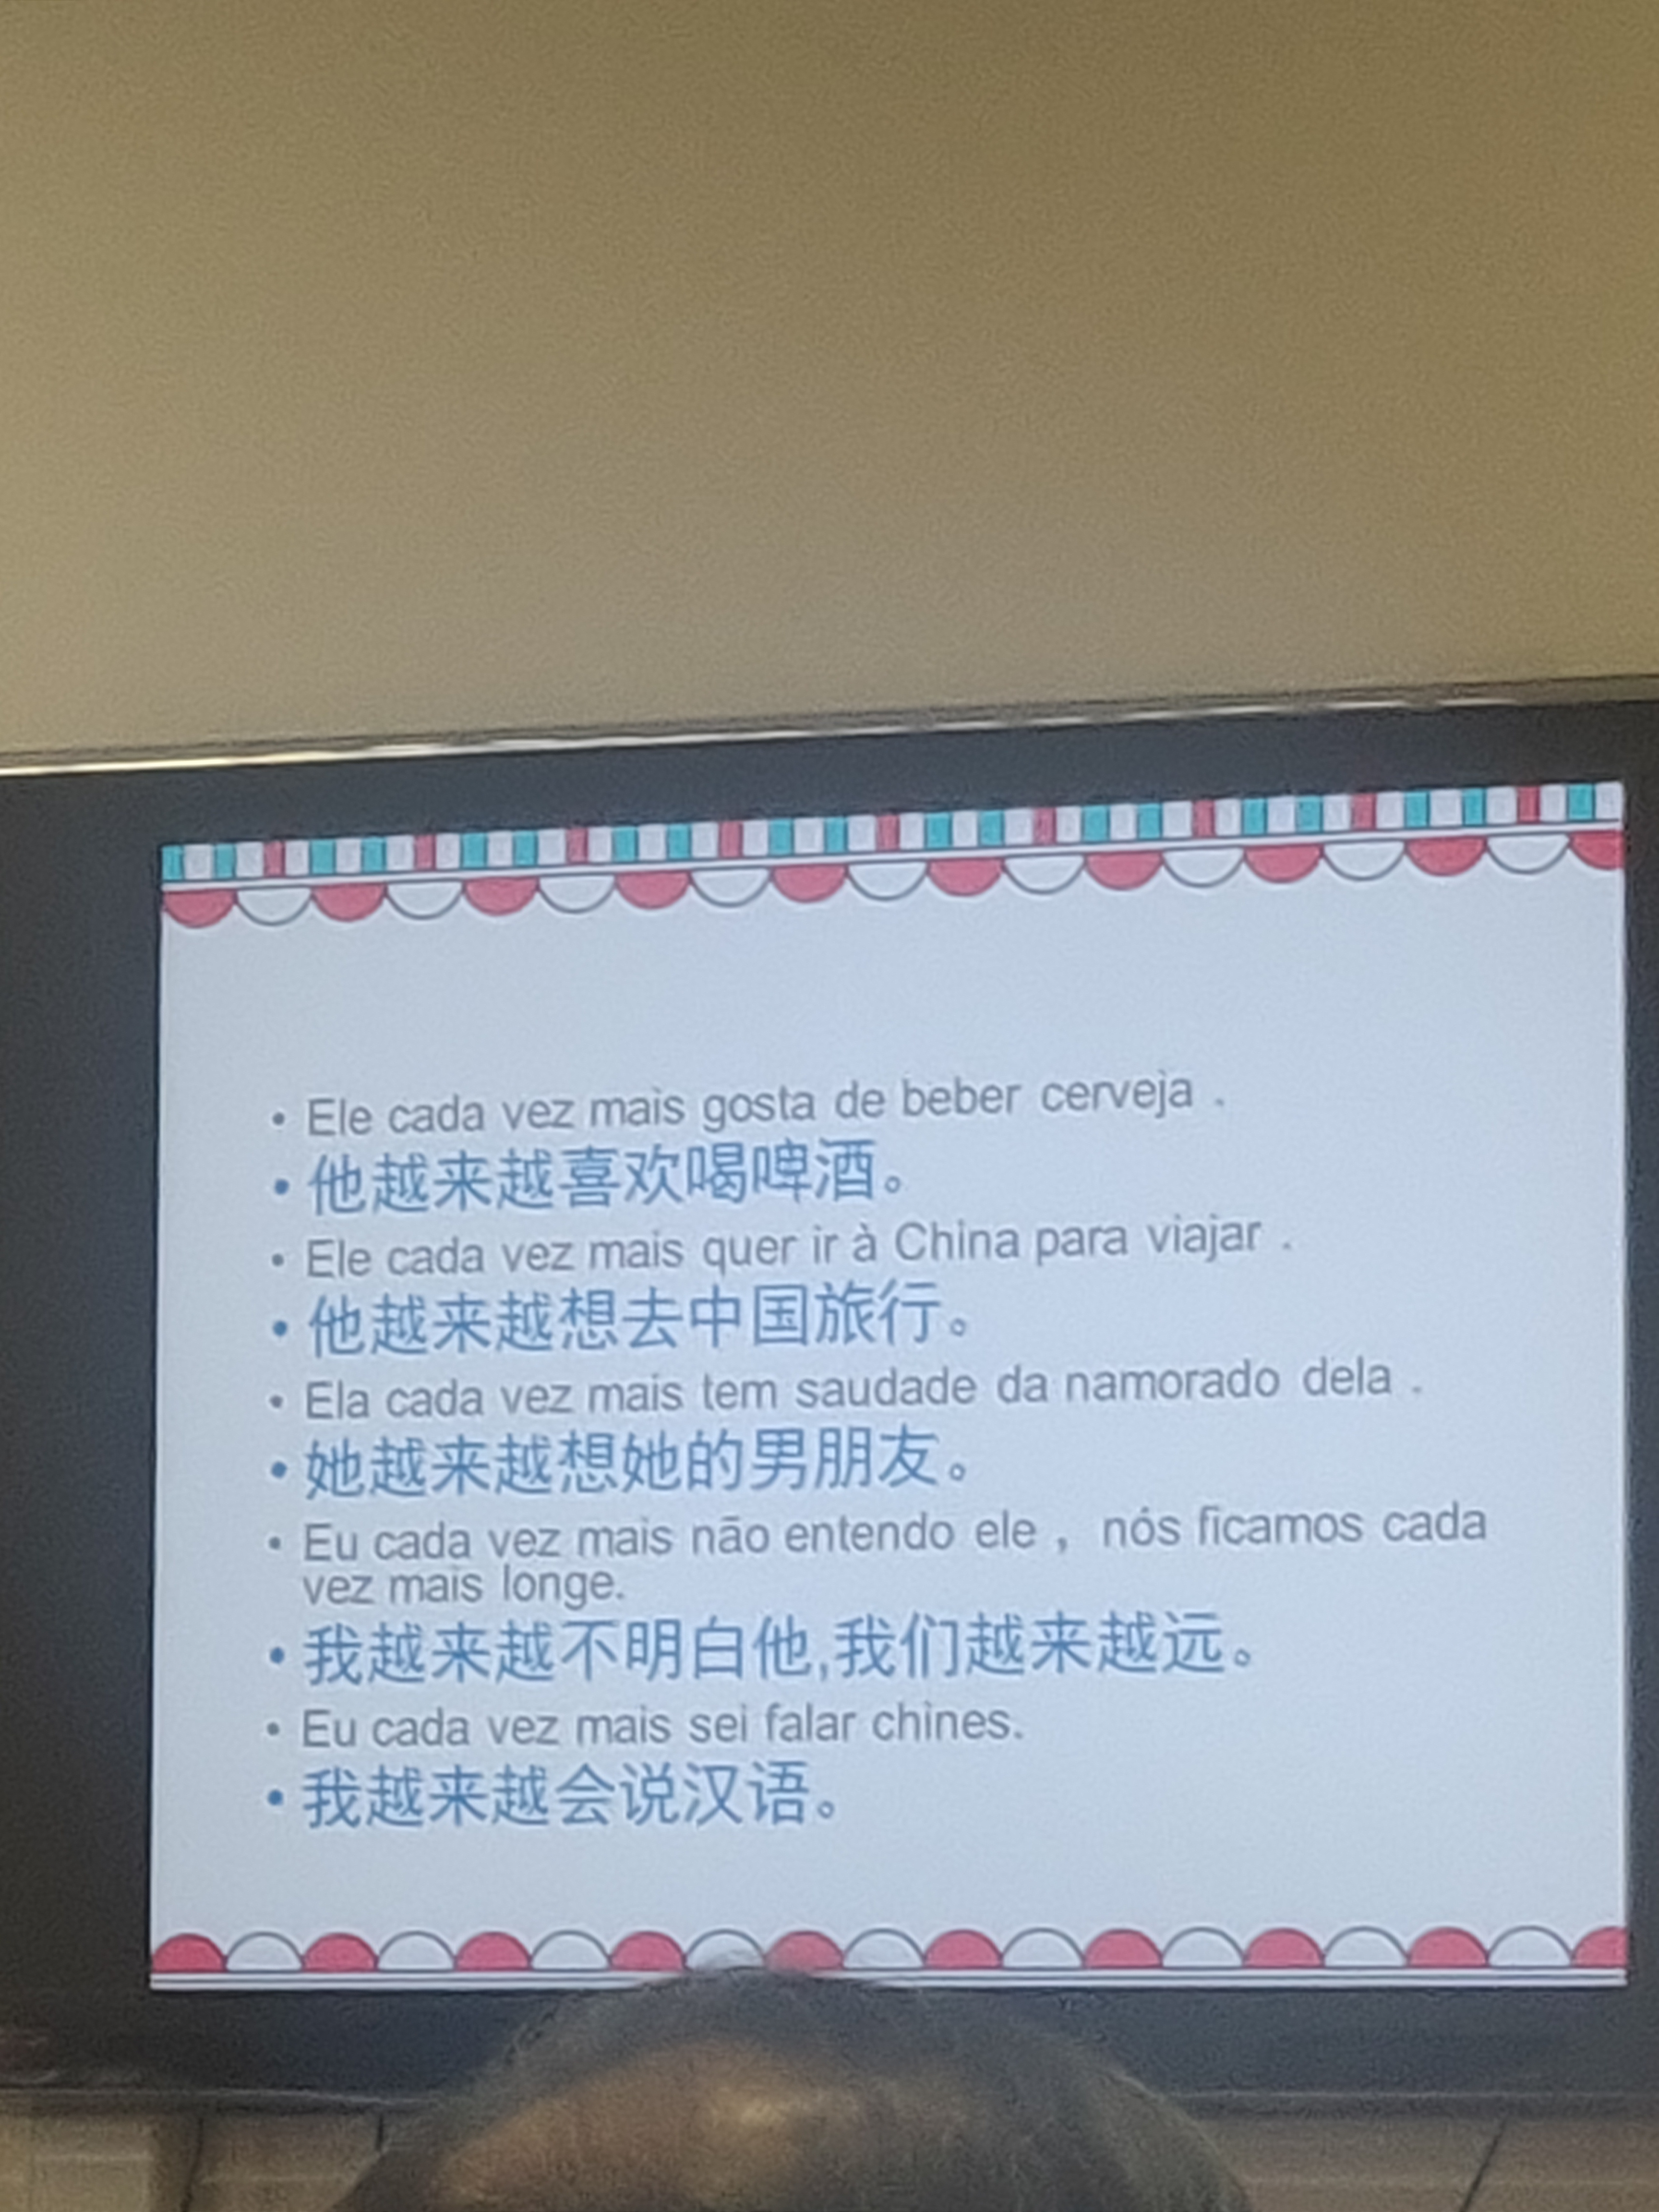 • Ele cada vez mais gosta de beber cerveja .
• 他越来越喜欢喝啤酒。
• Ele cada vez mais quer ir à China para viajar .
• 他越来越想去中国旅行。
• Ela cada vez mais tem saudade da namorado dela .
• 她越来越想她的男朋友。
• Eu cada vez mais não entendo ele ,  nós ficamos cada
vez mais longe.
• 我越来越不明白他,我们越来越远。
• Eu cada vez mais sei falar chines.
• 我越来越会说汉语。